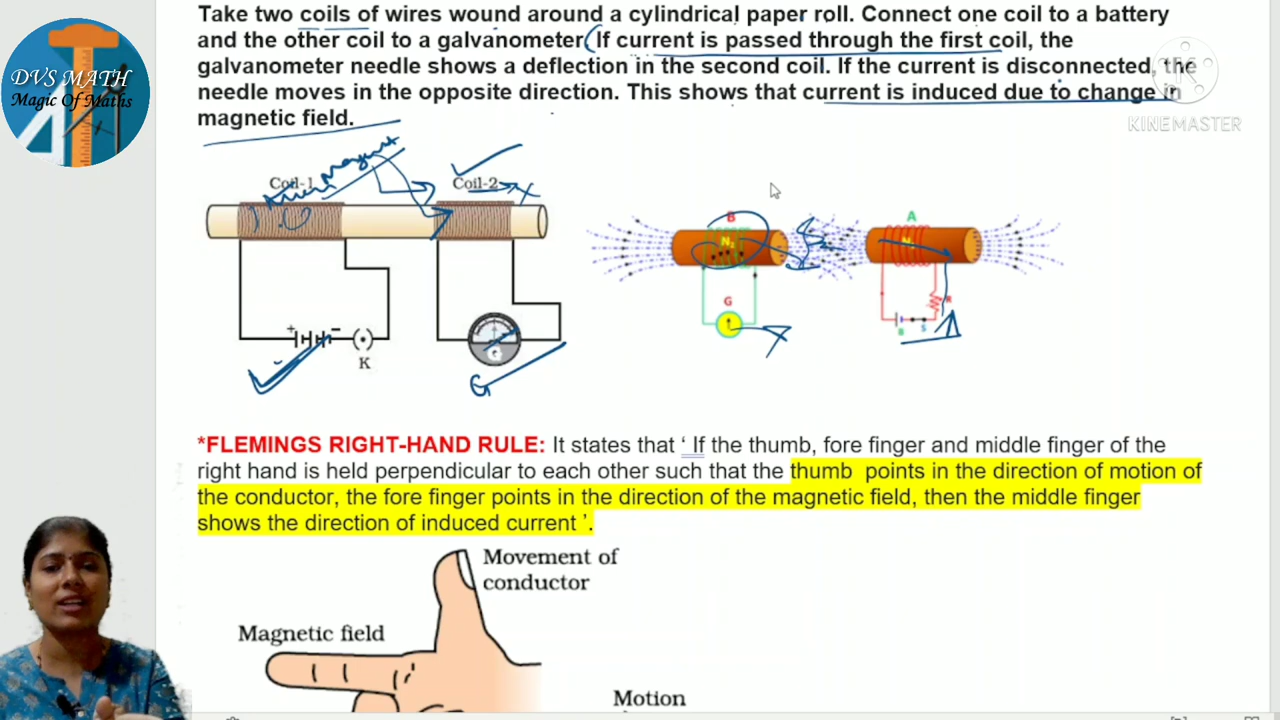 Take two coils of wires wound around a cylindrical paper roll. Connect one coil to a battery
and the other coil to a galvanometer. If current is passed through the first coil, the
galvanometer needle shows a deflection in the second coil. If the current is disconnected, the
needle moves in the opposite direction. This shows that current is induced due to change in
magnetic field.
DVS MATH
Magic Of Maths
KINEMASTER
Magnet
Coil-1
Coil-2
B
A
N₂
G
R
B
S
+
-
K
G
G
*FLEMINGS RIGHT-HAND RULE: It states that ‘ If the thumb, fore finger and middle finger of the
right hand is held perpendicular to each other such that the thumb points in the direction of motion of
the conductor, the fore finger points in the direction of the magnetic field, then the middle finger
shows the direction of induced current ’.
Movement of
conductor
Magnetic field
Motion